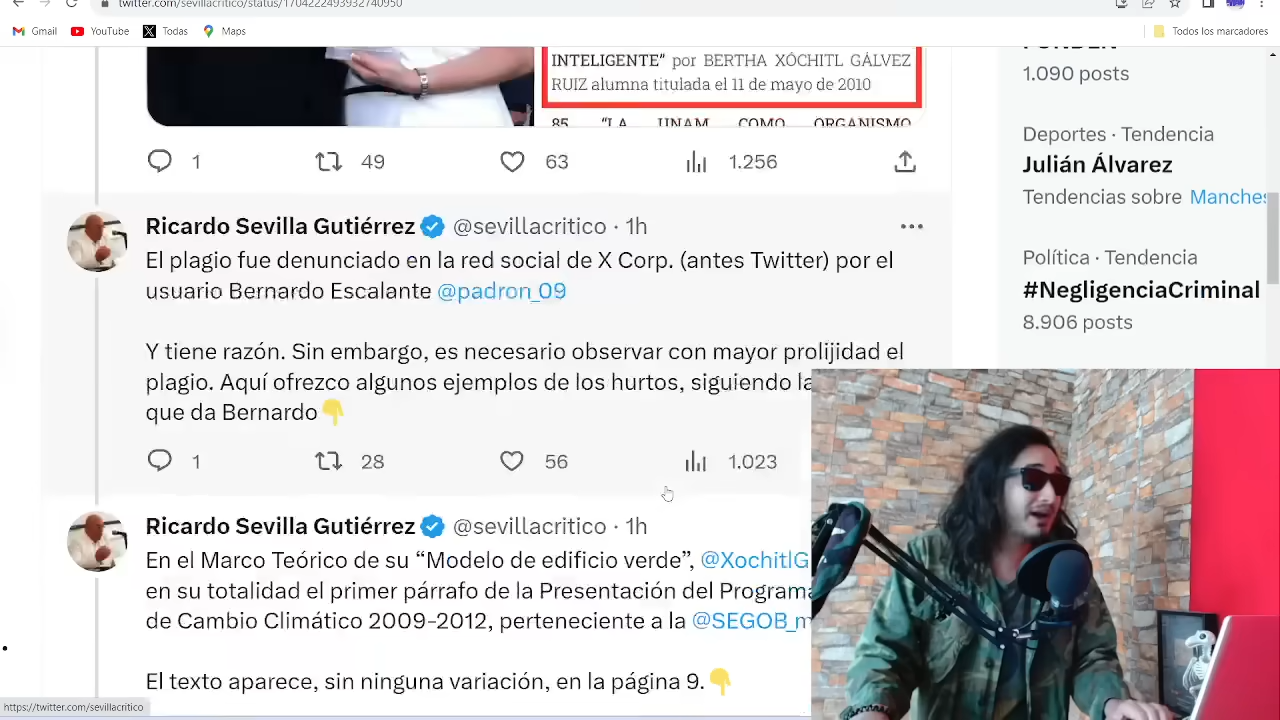 twitter.com/sevillacritico/status/1704222493932740950
Gmail
YouTube
Todas
Maps
Todos los marcadores
INTELIGENTE" por BERTHA XÓCHITL GÁLVEZ
RUIZ alumna titulada el 11 de mayo de 2010
85. "LA UNAM COMO ORGANISMO
1 49 63 1.256
Ricardo Sevilla Gutiérrez @sevillacritico · 1h
El plagio fue denunciado en la red social de X Corp. (antes Twitter) por el
usuario Bernardo Escalante @padron_09
Y tiene razón. Sin embargo, es necesario observar con mayor prolijidad el
plagio. Aquí ofrezco algunos ejemplos de los hurtos, siguiendo la
que da Bernardo👇
1 28 56 1.023
Ricardo Sevilla Gutiérrez @sevillacritico · 1h
En el Marco Teórico de su “Modelo de edificio verde”, @XochitlG
en su totalidad el primer párrafo de la Presentación del Programa
de Cambio Climático 2009-2012, perteneciente a la @SEGOB_m
El texto aparece, sin ninguna variación, en la página 9.👇
https://twitter.com/sevillacritico
FONDEN
1.090 posts
Deportes · Tendencia
Julián Álvarez
Tendencias sobre Manches
Política · Tendencia
#NegligenciaCriminal
8.906 posts